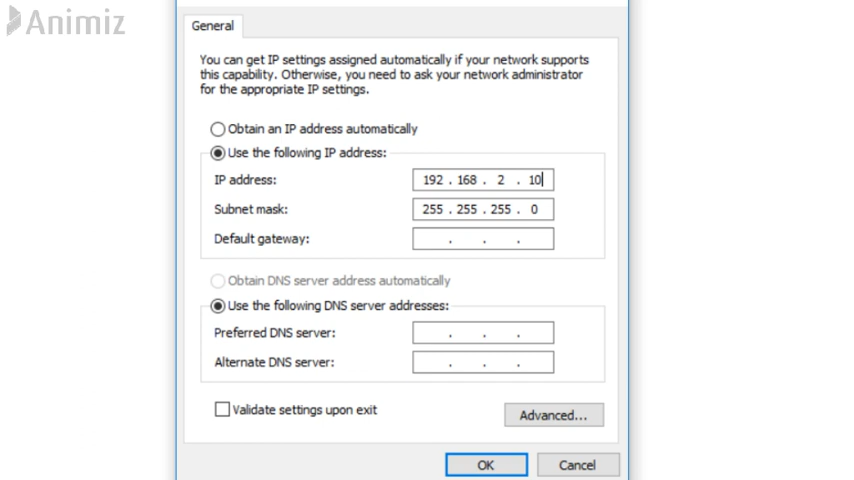 Animiz
General
You can get IP settings assigned automatically if your network supports
this capability. Otherwise, you need to ask your network administrator
for the appropriate IP settings.
Obtain an IP address automatically
Use the following IP address:
IP address: 192 . 168 . 2 . 10
Subnet mask: 255 . 255 . 255 . 0
Default gateway: . . .
Obtain DNS server address automatically
Use the following DNS server addresses:
Preferred DNS server: . . .
Alternate DNS server: . . .
Validate settings upon exit
Advanced...
OK Cancel